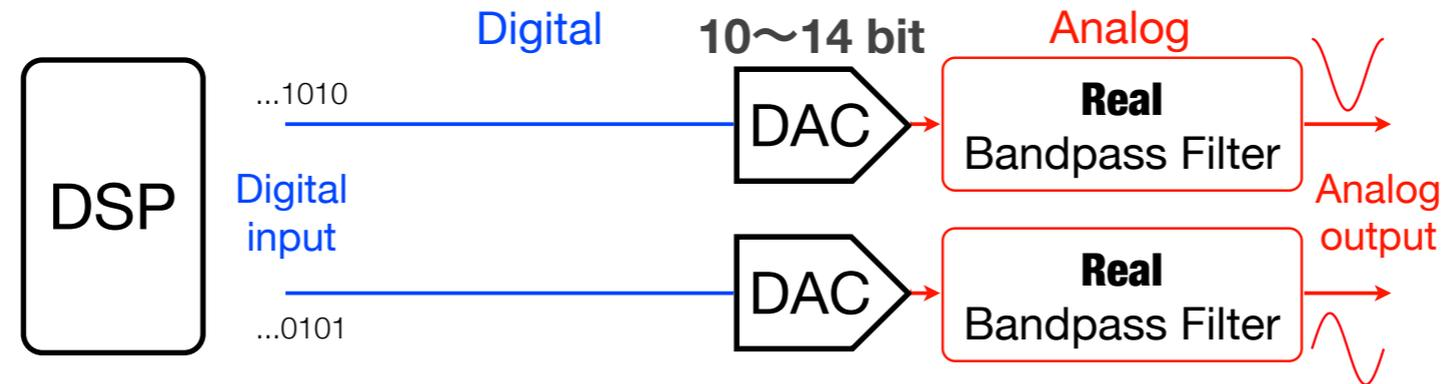 Digital
10〜14 bit
Analog
...1010
DAC
Real
Bandpass Filter
DSP
Digital
input
Analog
output
DAC
Real
Bandpass Filter
...0101